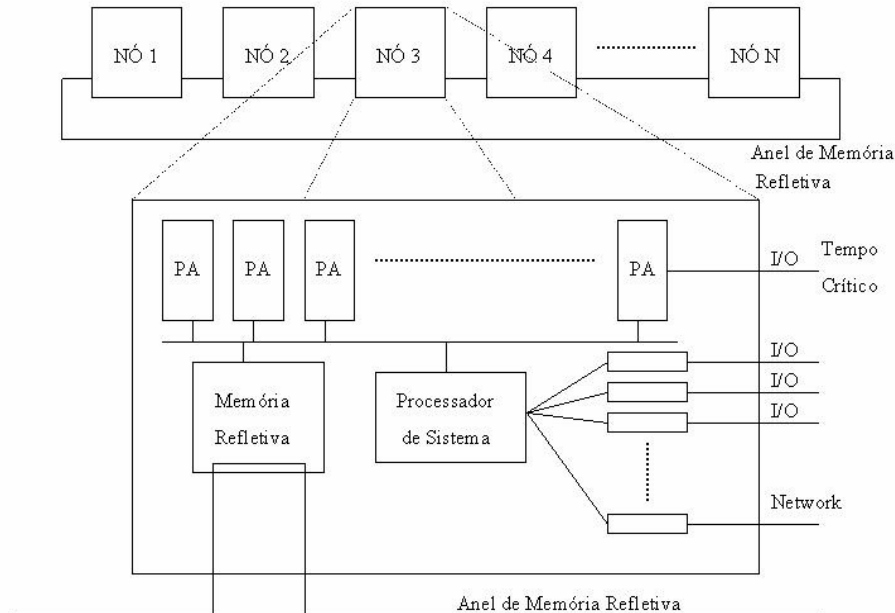 NÓ 1
NÓ 2
NÓ 3
NÓ 4
NÓ N
Anel de Memória
Refletiva
PA
PA
PA
PA
I/O
Tempo
Crítico
I/O
I/O
I/O
Memória
Refletiva
Processador
de Sistema
Network
Anel de Memória Refletiva